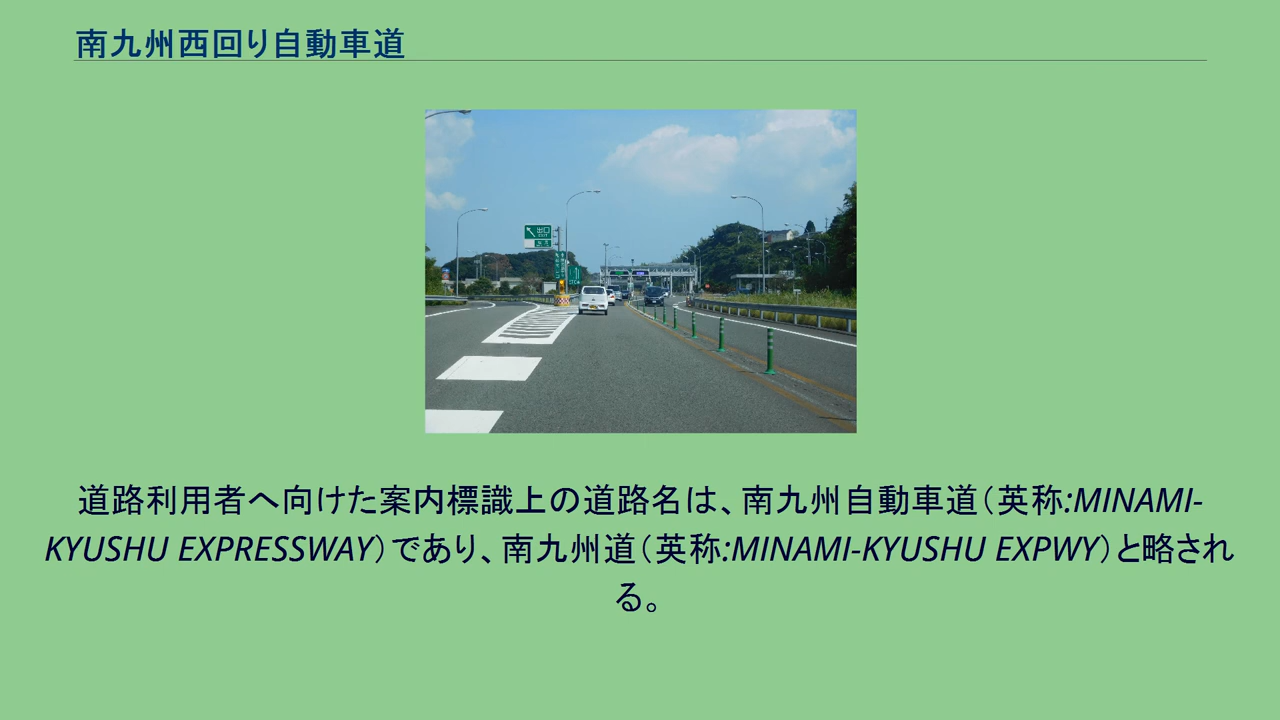 南九州西回り自動車道
出口
EXIT
道路利用者へ向けた案内標識上の道路名は、南九州自動車道（英称:MINAMI-
KYUSHU EXPRESSWAY）であり、南九州道（英称:MINAMI-KYUSHU EXPWY）と略され
る。